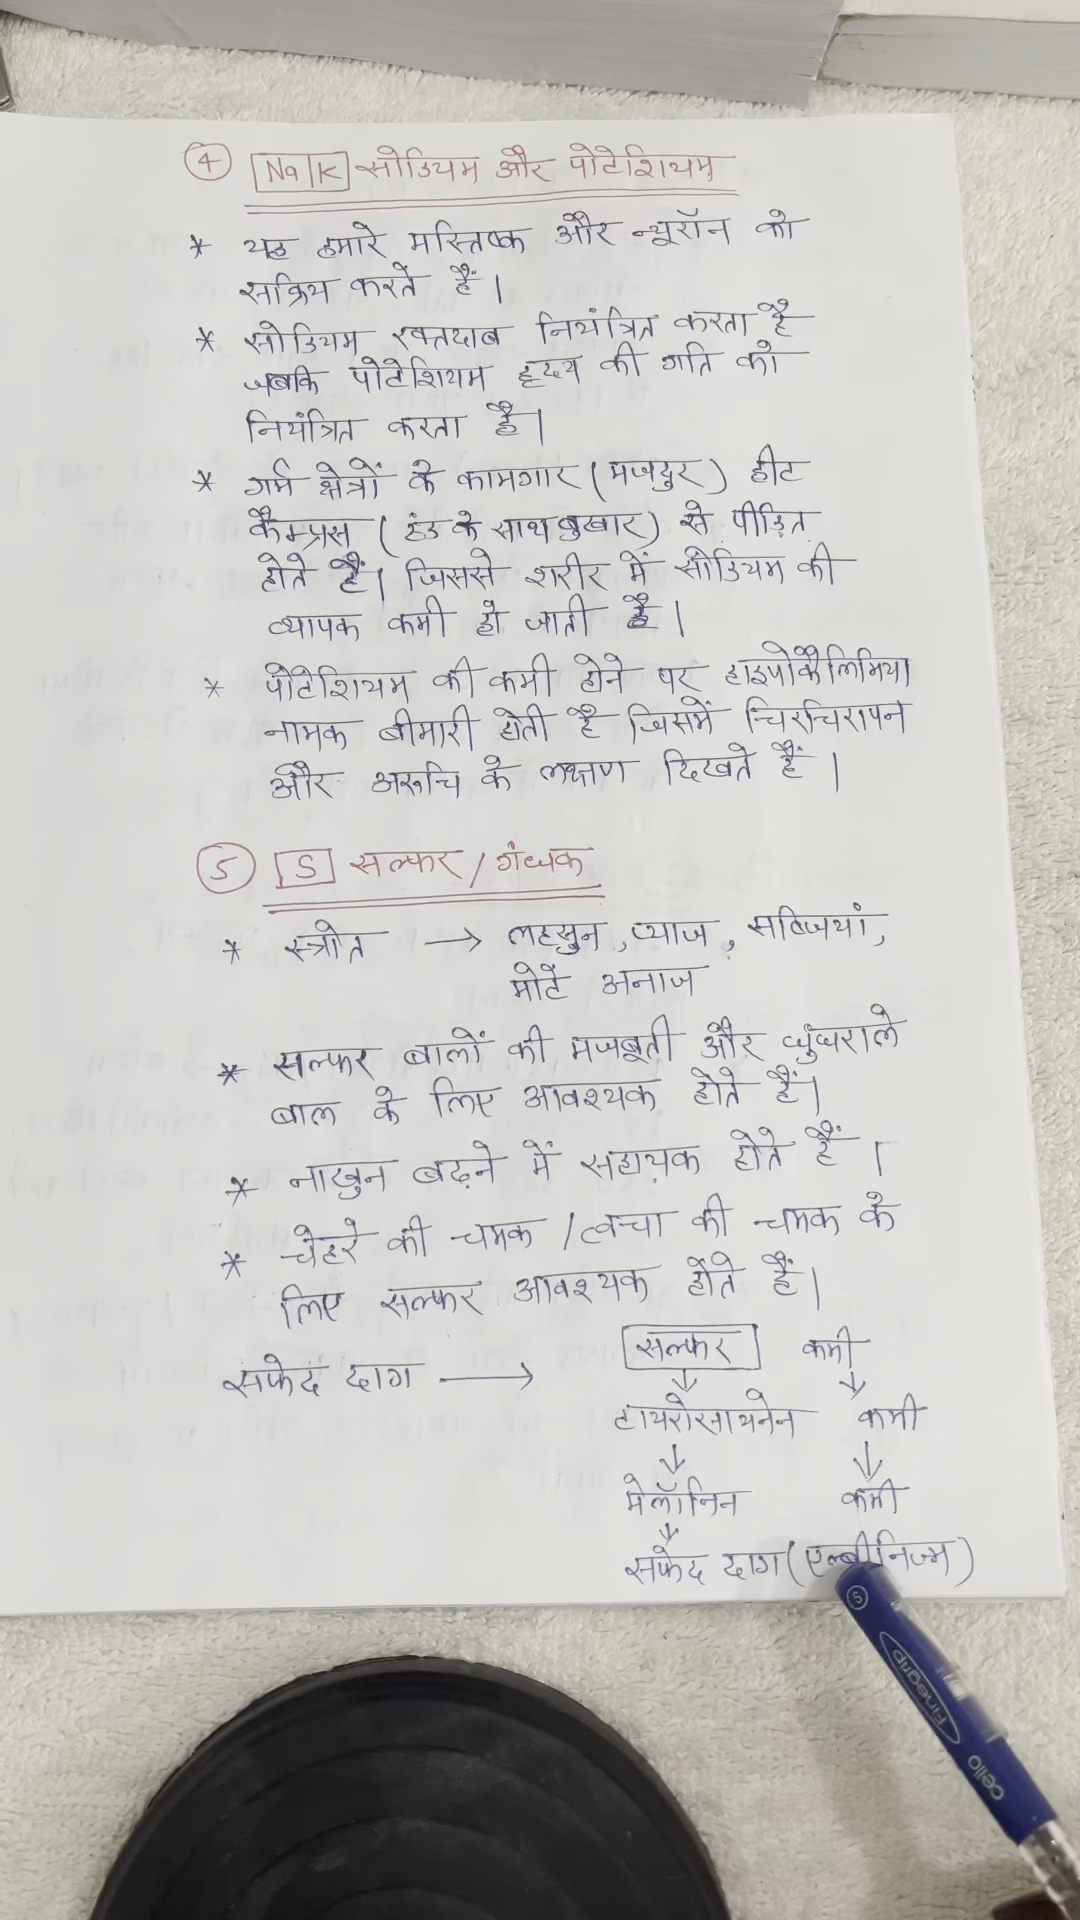 ④ Na|K सोडियम और पोटेशियम
* यह हमारे मस्तिष्क और न्यूरॉन को
सक्रिय करते हैं।
* सोडियम रक्तदाब नियंत्रित करता है
जबकि पोटेशियम हृदय की गति को
नियंत्रित करता है।
* गर्म क्षेत्रों के कामगार (मजदुर) हीट
कैम्प्रस (ठंड के साथ बुखार) से पीड़ित
होते हैं। जिससे शरीर में सोडियम की
व्यापक कमी हो जाती है।
* पोटेशियम की कमी होने पर हाइपोकैलिमिया
नामक बीमारी होती है जिसमें चिरचिरापन
और अरूचि के लक्षण दिखते हैं।
⑤ S सल्फर / गंधक
* स्त्रोत → लहसुन, प्याज, सब्जियां,
मोटें अनाज
* सल्फर बालों की मजबूती और घुंघराले
बाल के लिए आवश्यक होते हैं।
* नाखुन बढ़ने में सहायक होते हैं।
* चेहरे की चमक / त्वचा की चमक के
लिए सल्फर आवश्यक होते हैं।
सफेद दाग → सल्फर कमी
↓ ↓
टायरोसायनेन कमी
↓ ↓
मेलॉनिन कमी
↓
सफेद दाग (एल्बीनिज्म)
S
Finegrip
cello